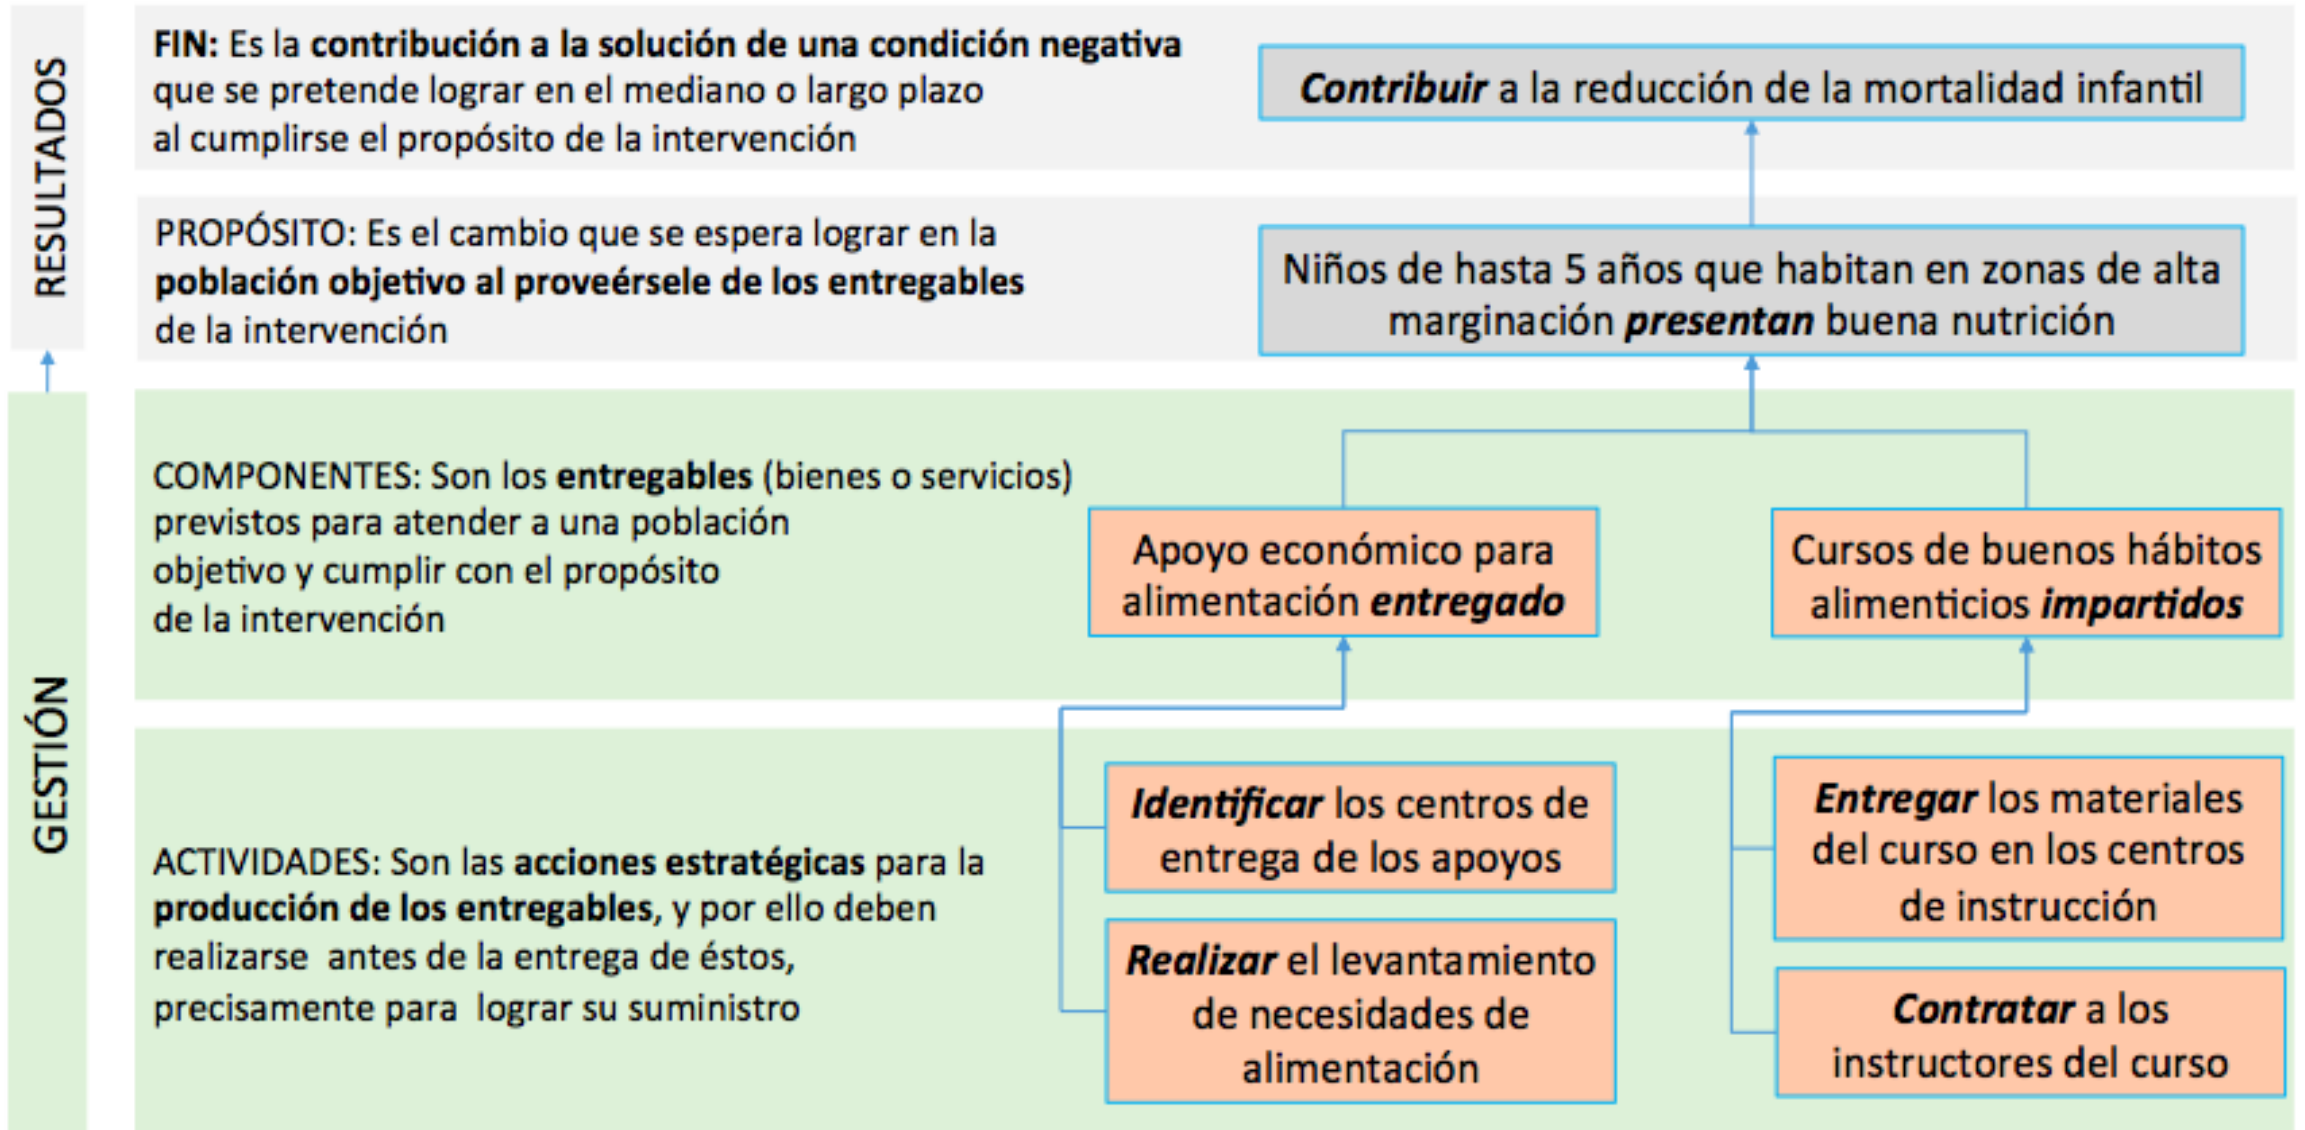 RESULTADOS
FIN: Es la contribución a la solución de una condición negativa
que se pretende lograr en el mediano o largo plazo
al cumplirse el propósito de la intervención
Contribuir a la reducción de la mortalidad infantil
PROPÓSITO: Es el cambio que se espera lograr en la
población objetivo al proveérsele de los entregables
de la intervención
Niños de hasta 5 años que habitan en zonas de alta
marginación presentan buena nutrición
GESTIÓN
COMPONENTES: Son los entregables (bienes o servicios)
previstos para atender a una población
objetivo y cumplir con el propósito
de la intervención
Apoyo económico para
alimentación entregado
Cursos de buenos hábitos
alimenticios impartidos
ACTIVIDADES: Son las acciones estratégicas para la
producción de los entregables, y por ello deben
realizarse antes de la entrega de éstos,
precisamente para lograr su suministro
Identificar los centros de
entrega de los apoyos
Realizar el levantamiento
de necesidades de
alimentación
Entregar los materiales
del curso en los centros
de instrucción
Contratar a los
instructores del curso